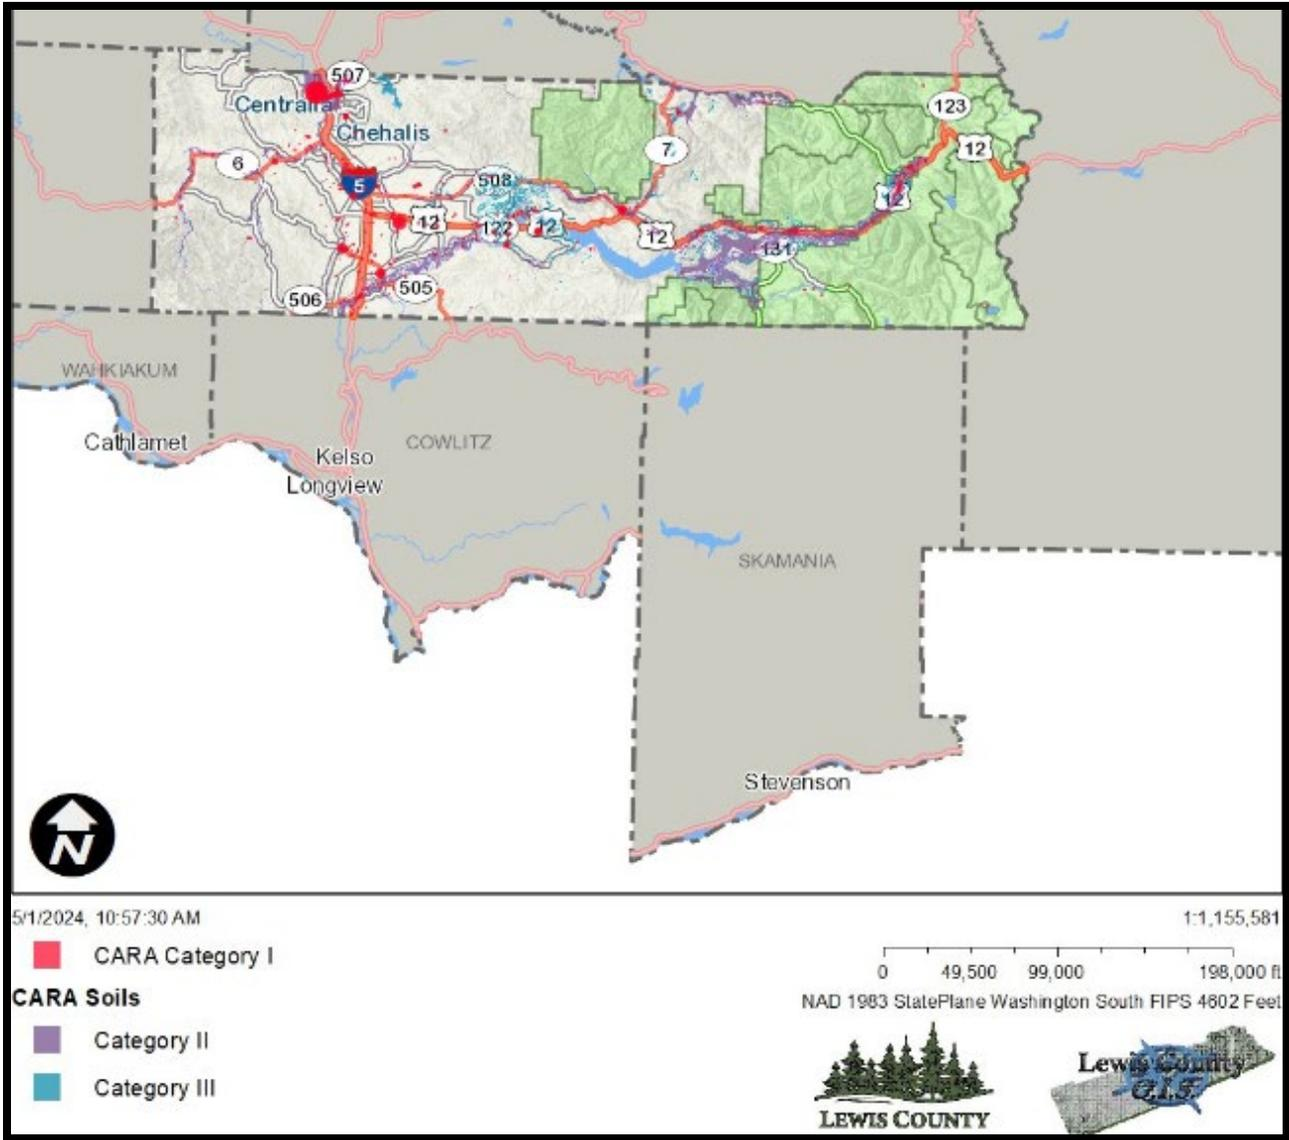 507
Centralia
Chehalis
123
6
7
12
5
508
12
12
122
12
12
131
506
505
WAHKIAKUM
Cathlamet
COWLITZ
Kelso
Longview
SKAMANIA
Stevenson
N
5/1/2024, 10:57:30 AM
1:1,155,581
CARA Category I
0 49,500 99,000 198,000 ft
CARA Soils
NAD 1983 StatePlane Washington South FIPS 4602 Feet
Category II
Category III
LEWIS COUNTY
Lewis County
G.I.S.